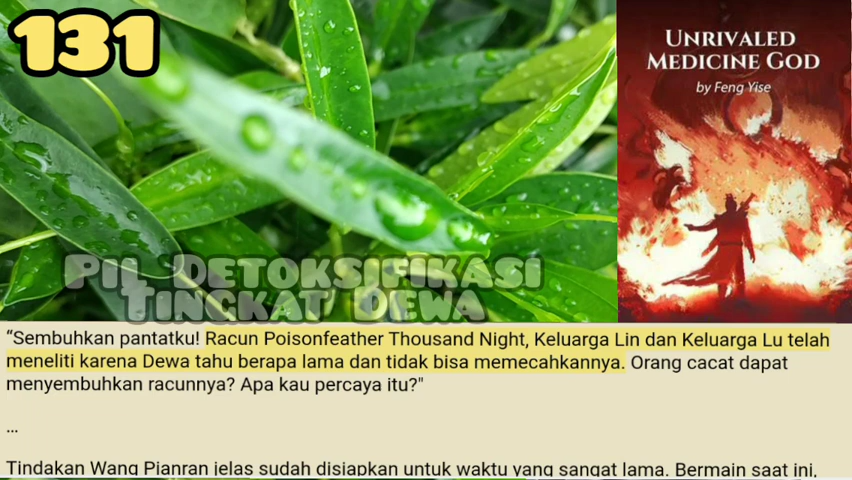 131
UNRIVALED
MEDICINE GOD
by Feng Yise
Pil Detoksifikasi
Tingkat Dewa
“Sembuhkan pantatku! Racun Poisonfeather Thousand Night, Keluarga Lin dan Keluarga Lu telah
meneliti karena Dewa tahu berapa lama dan tidak bisa memecahkannya. Orang cacat dapat
menyembuhkan racunnya? Apa kau percaya itu?"
...
Tindakan Wang Pianran jelas sudah disiapkan untuk waktu yang sangat lama. Bermain saat ini,